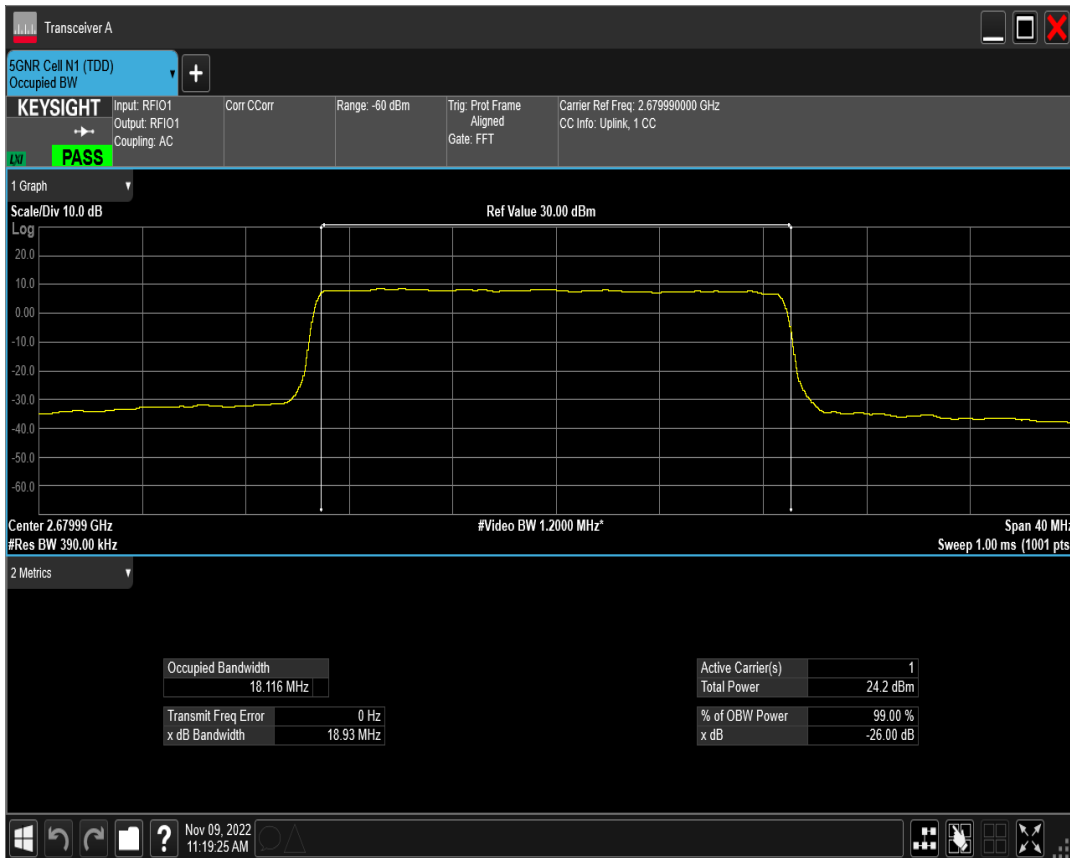 Transceiver A
5GNR Cell N1 (TDD)
Occupied BW
+
KEYSIGHT
LXI
PASS
Input: RFIO1
Output: RFIO1
Coupling: AC
Corr CCorr
Range: -60 dBm
Trig: Prot Frame
Aligned
Gate: FFT
Carrier Ref Freq: 2.679990000 GHz
CC Info: Uplink, 1 CC
1 Graph
Scale/Div 10.0 dB
Ref Value 30.00 dBm
Log
20.0
10.0
0.00
-10.0
-20.0
-30.0
-40.0
-50.0
-60.0
Center 2.67999 GHz
#Video BW 1.2000 MHz*
Span 40 MHz
#Res BW 390.00 kHz
Sweep 1.00 ms (1001 pts
2 Metrics
Occupied Bandwidth
18.116 MHz
Transmit Freq Error 0 Hz
x dB Bandwidth 18.93 MHz
Active Carrier(s) 1
Total Power 24.2 dBm
% of OBW Power 99.00 %
x dB -26.00 dB
?
Nov 09, 2022
11:19:25 AM